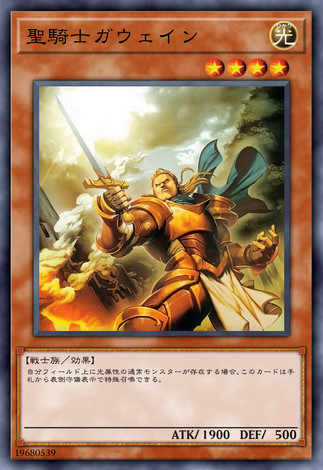 聖騎士ガウェイン
光
【戦士族／効果】
自分フィールド上に光属性の通常モンスターが存在する場合、このカードは手
札から表側守備表示で特殊召喚できる。
ATK/ 1900 DEF/ 500
19680539